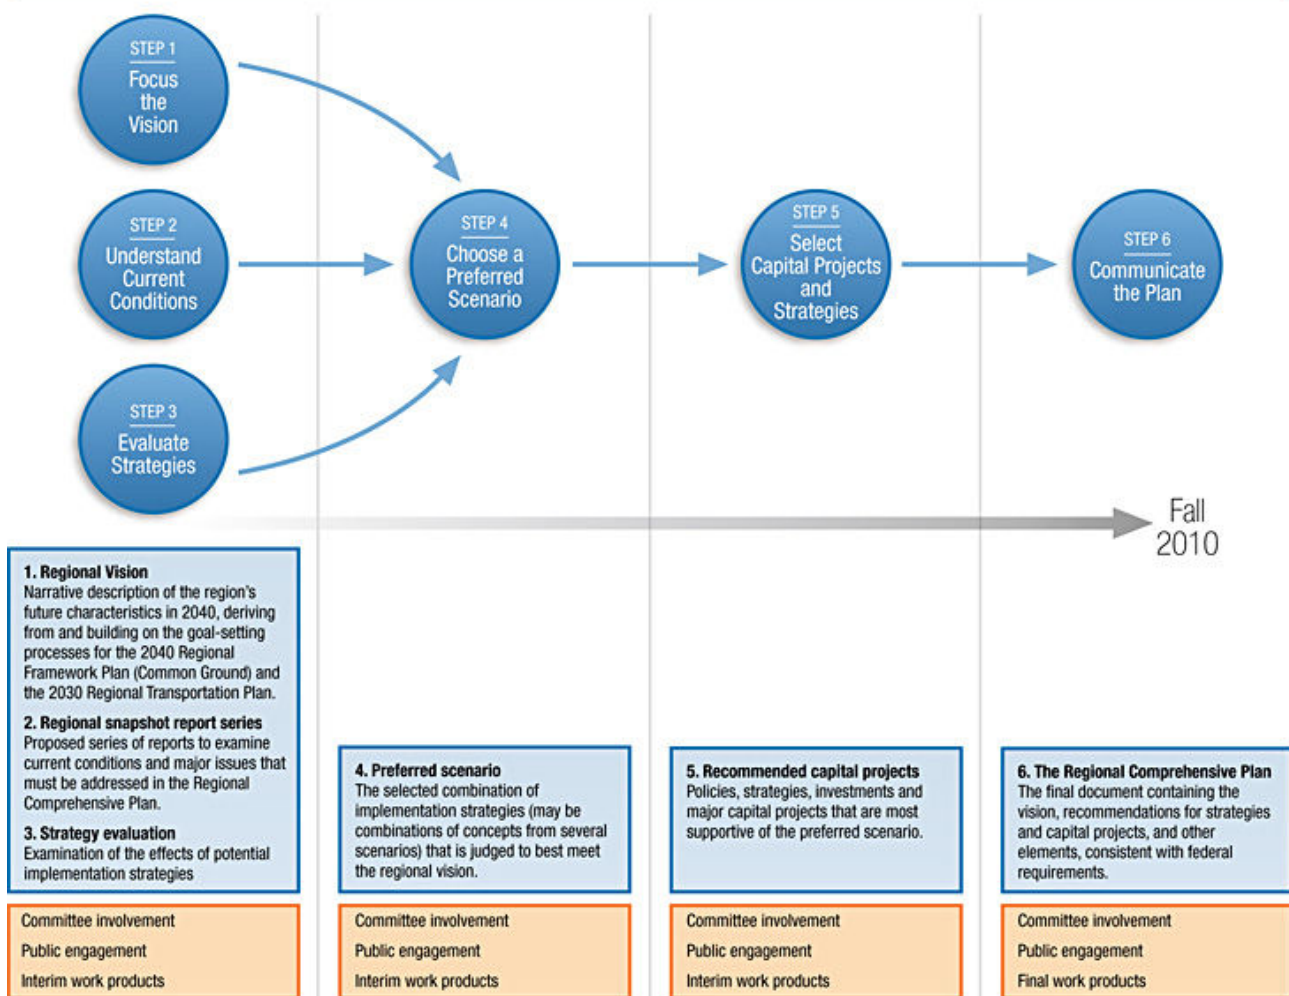 STEP 1
Focus
the
Vision
STEP 2
Understand
Current
Conditions
STEP 3
Evaluate
Strategies
STEP 4
Choose a
Preferred
Scenario
STEP 5
Select
Capital Projects
and
Strategies
STEP 6
Communicate
the Plan
Fall
2010
1. Regional Vision
Narrative description of the region's
future characteristics in 2040, deriving
from and building on the goal-setting
processes for the 2040 Regional
Framework Plan (Common Ground) and
the 2030 Regional Transportation Plan.
2. Regional snapshot report series
Proposed series of reports to examine
current conditions and major issues that
must be addressed in the Regional
Comprehensive Plan.
3. Strategy evaluation
Examination of the effects of potential
implementation strategies
Committee involvement
Public engagement
Interim work products
4. Preferred scenario
The selected combination of
implementation strategies (may be
combinations of concepts from several
scenarios) that is judged to best meet
the regional vision.
Committee involvement
Public engagement
Interim work products
5. Recommended capital projects
Policies, strategies, investments and
major capital projects that are most
supportive of the preferred scenario.
Committee involvement
Public engagement
Interim work products
6. The Regional Comprehensive Plan
The final document containing the
vision, recommendations for strategies
and capital projects, and other
elements, consistent with federal
requirements.
Committee involvement
Public engagement
Final work products